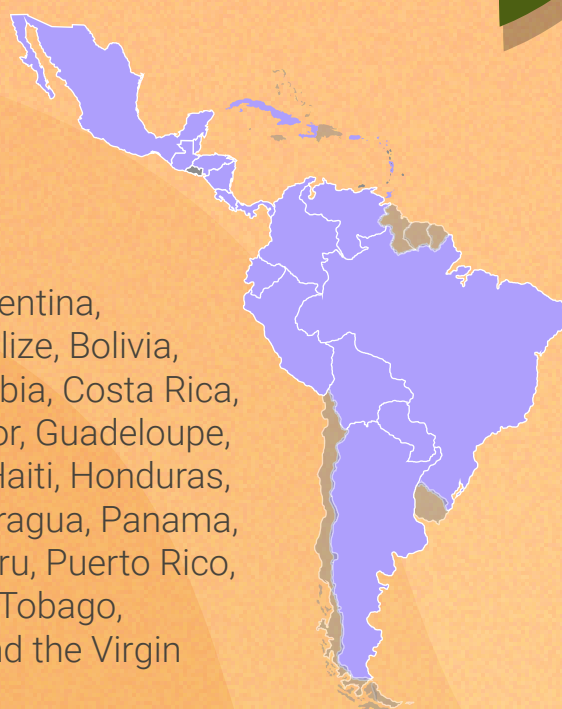 entina,
lize, Bolivia,
bia, Costa Rica,
or, Guadeloupe,
Haiti, Honduras,
ragua, Panama,
ru, Puerto Rico,
Tobago,
nd the Virgin